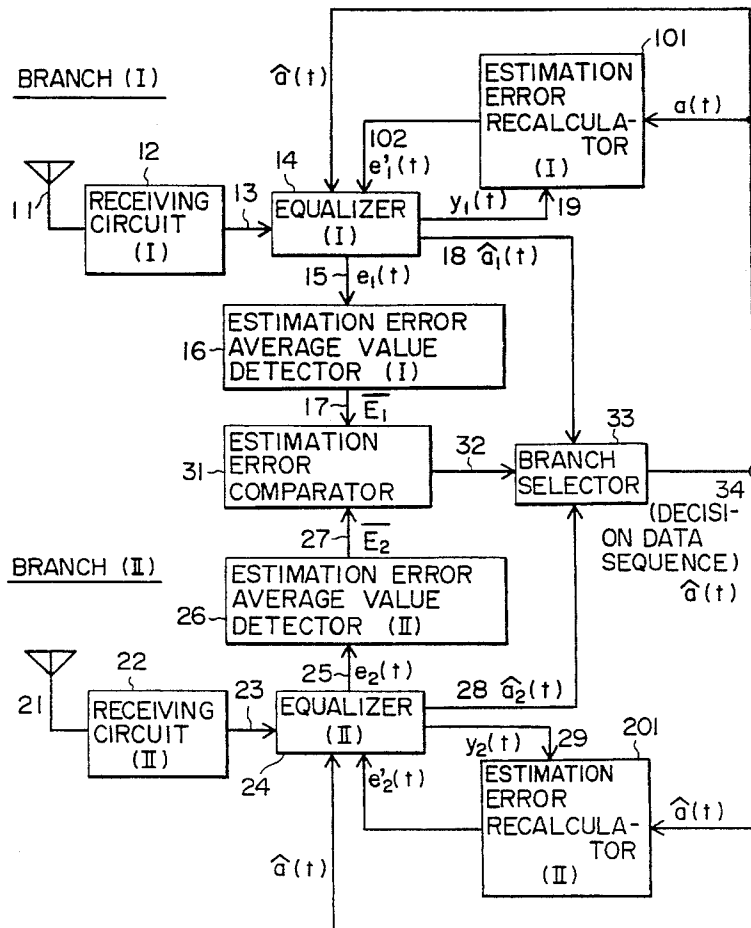 BRANCH (I)
â(t)
101
ESTIMATION
ERROR
RECALCULA-
TOR
(I)
a(t)
102
e'₁(t)
11
12
RECEIVING
CIRCUIT
(I)
13
14
EQUALIZER
(I)
y₁(t)
19
18 â₁(t)
15
e₁(t)
16
ESTIMATION ERROR
AVERAGE VALUE
DETECTOR (I)
17
E̅₁
31
ESTIMATION
ERROR
COMPARATOR
32
33
BRANCH
SELECTOR
34
(DECISI-
ON DATA
SEQUENCE)
â(t)
27
E̅₂
BRANCH (II)
26
ESTIMATION ERROR
AVERAGE VALUE
DETECTOR (II)
25
e₂(t)
28 â₂(t)
21
22
RECEIVING
CIRCUIT
(II)
23
24
EQUALIZER
(II)
y₂(t)
29
e'₂(t)
201
ESTIMATION
ERROR
RECALCULA-
TOR
(II)
â(t)
â(t)